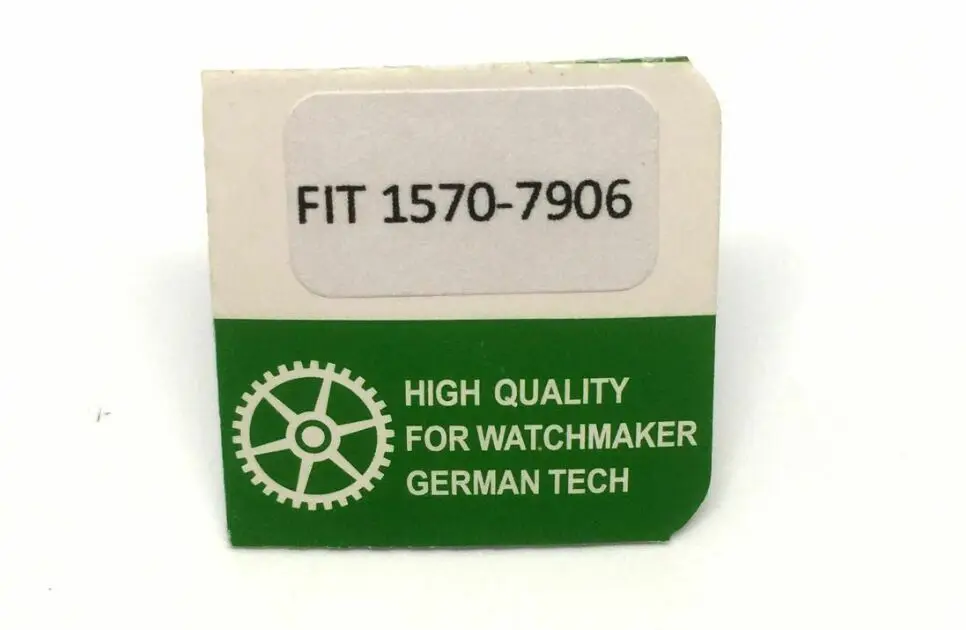 FIT 1570-7906
HIGH QUALITY
FOR WATCHMAKER
GERMAN TECH